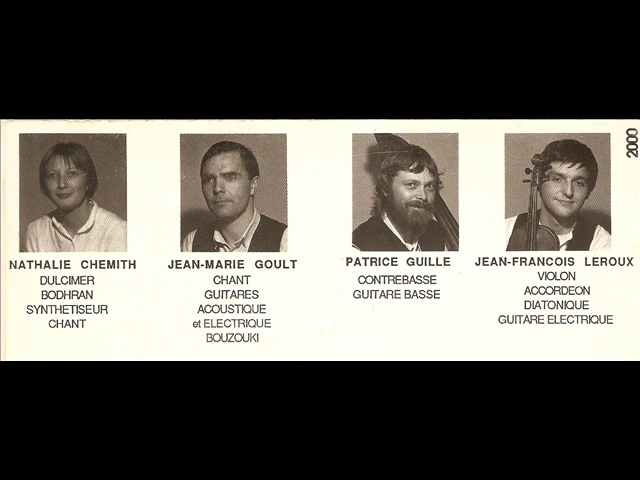 2000
NATHALIE CHEMITH
DULCIMER
BODHRAN
SYNTHETISEUR
CHANT
JEAN-MARIE GOULT
CHANT
GUITARES
ACOUSTIQUE
et ELECTRIQUE
BOUZOUKI
PATRICE GUILLE
CONTREBASSE
GUITARE BASSE
JEAN-FRANCOIS LEROUX
VIOLON
ACCORDEON
DIATONIQUE
GUITARE ELECTRIQUE